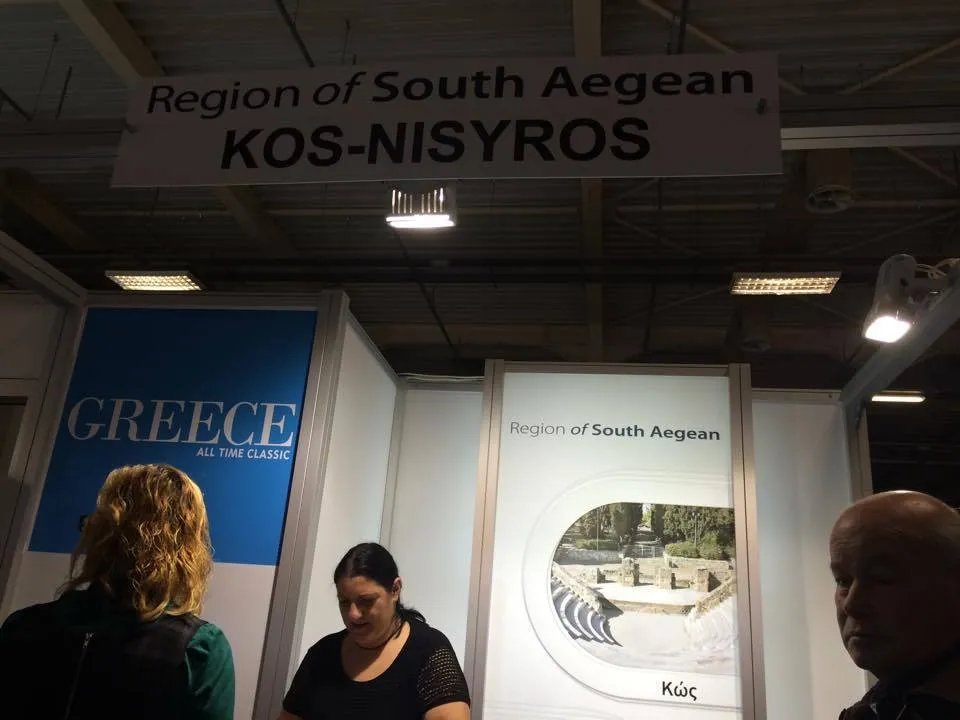 Region of South Aegean
KOS-NISYROS
GREECE
ALL TIME CLASSIC
Region of South Aegean
Κώς